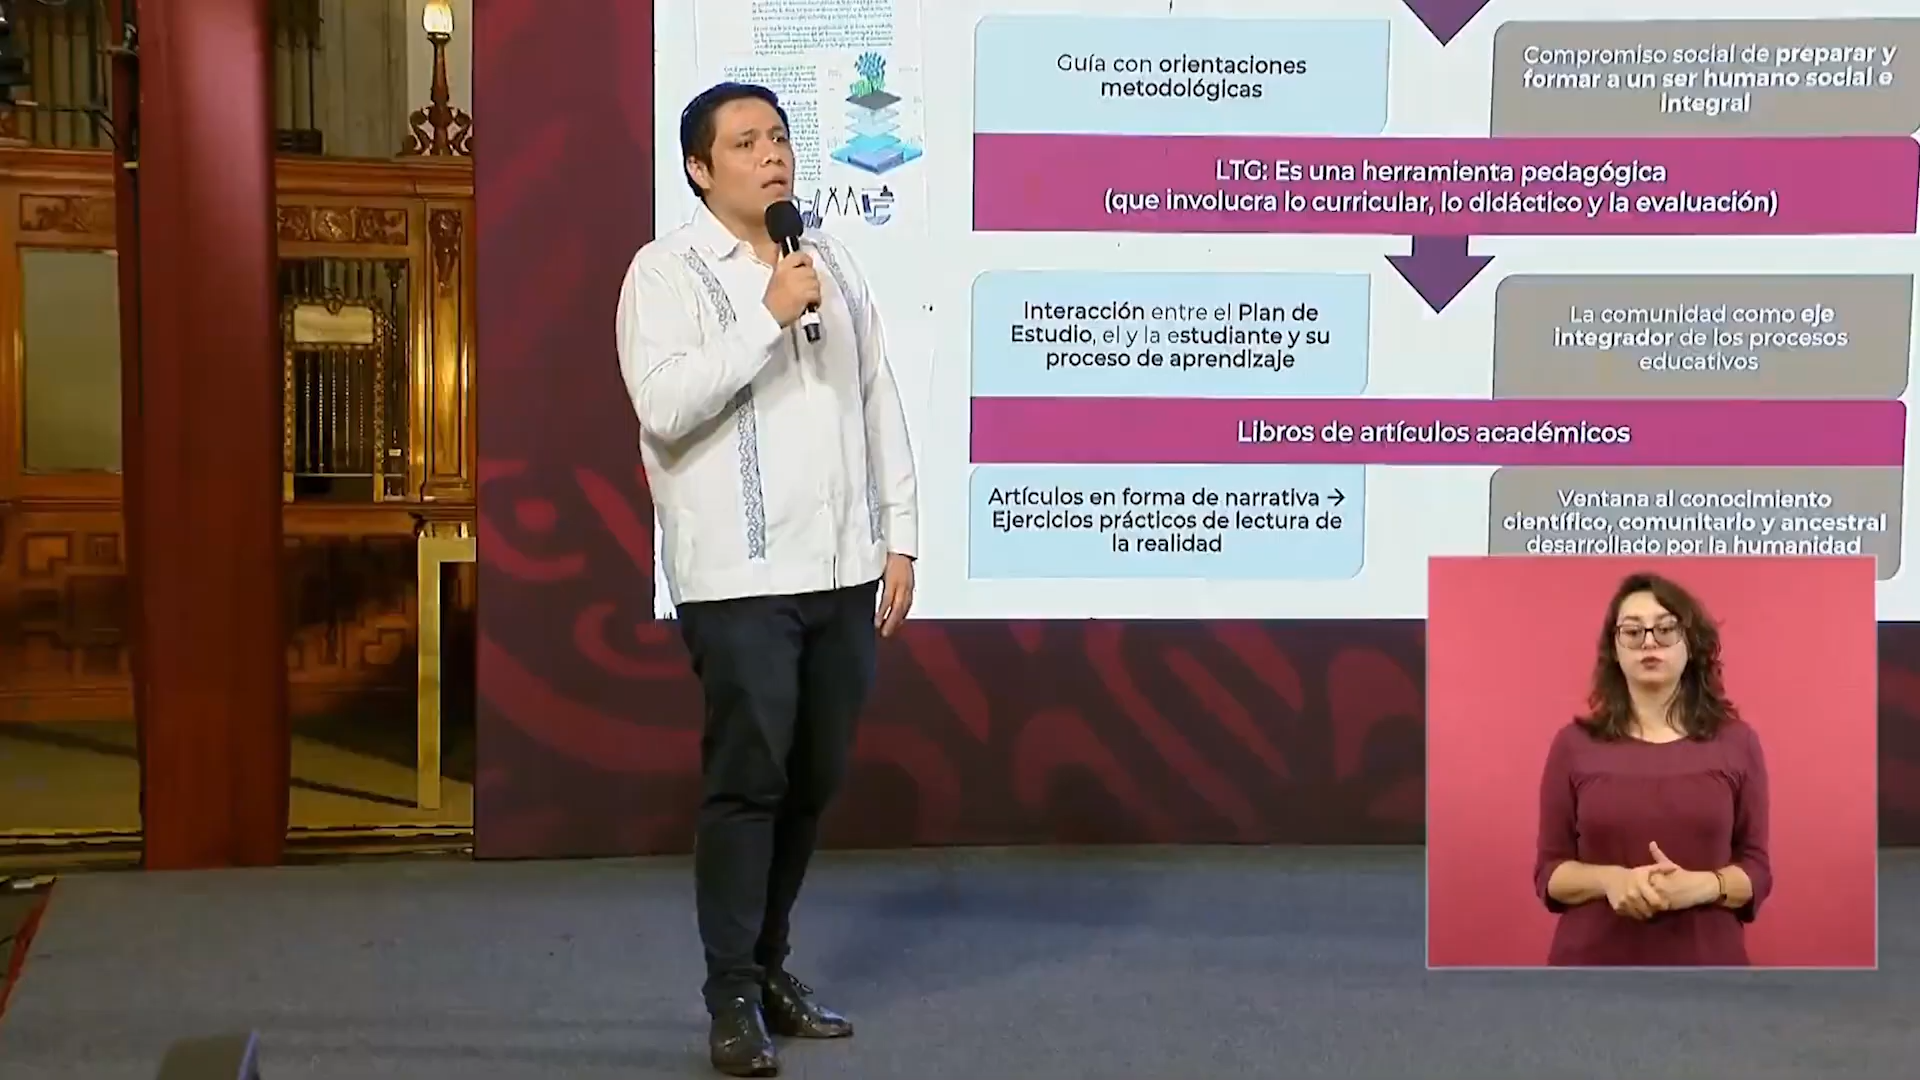 Guía con orientaciones
metodológicas
Compromiso social de preparar y
formar a un ser humano social e
integral
LTG: Es una herramienta pedagógica
(que involucra lo curricular, lo didáctico y la evaluación)
Interacción entre el Plan de
Estudio, el y la estudiante y su
proceso de aprendizaje
La comunidad como eje
integrador de los procesos
educativos
Libros de artículos académicos
Artículos en forma de narrativa →
Ejercicios prácticos de lectura de
la realidad
Ventana al conocimiento
científico, comunitario y ancestral
desarrollado por la humanidad